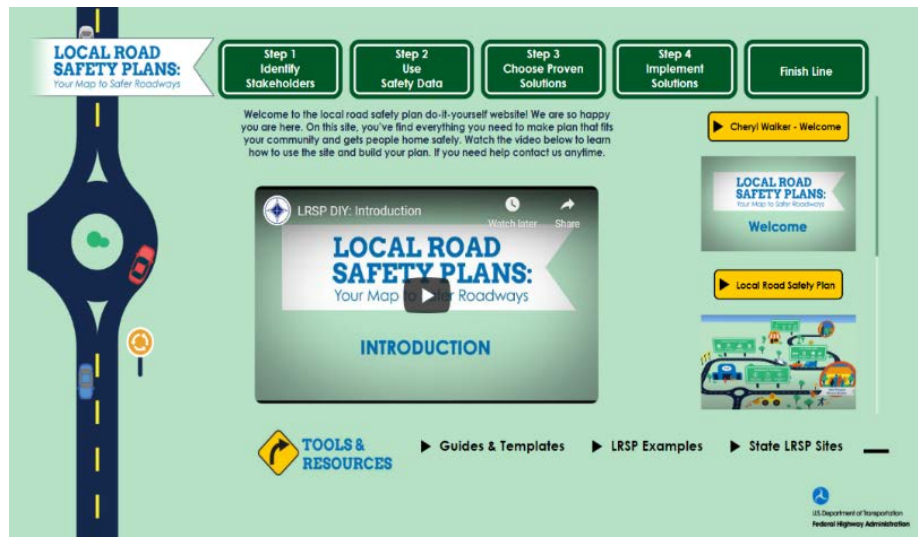 LOCAL ROAD
SAFETY PLANS:
Your Map to Safer Roadways
Step 1
Identify
Stakeholders
Step 2
Use
Safety Data
Step 3
Choose Proven
Solutions
Step 4
Implement
Solutions
Finish Line
Welcome to the local road safety plan do-it-yourself website! We are so happy
you are here. On this site, you've find everything you need to make plan that fits
your community and gets people home safely. Watch the video below to learn
how to use the site and build your plan. If you need help contact us anytime.
LRSP DIY: Introduction
Watch later
Share
LOCAL ROAD
SAFETY PLANS:
Your Map to Safer Roadways
INTRODUCTION
Cheryl Walker - Welcome
LOCAL ROAD
SAFETY PLANS:
Your Map to Safer Roadways
Welcome
Local Road Safety Plan
TOOLS &
RESOURCES
Guides & Templates
LRSP Examples
State LRSP Sites
U.S. Department of Transportation
Federal Highway Administration